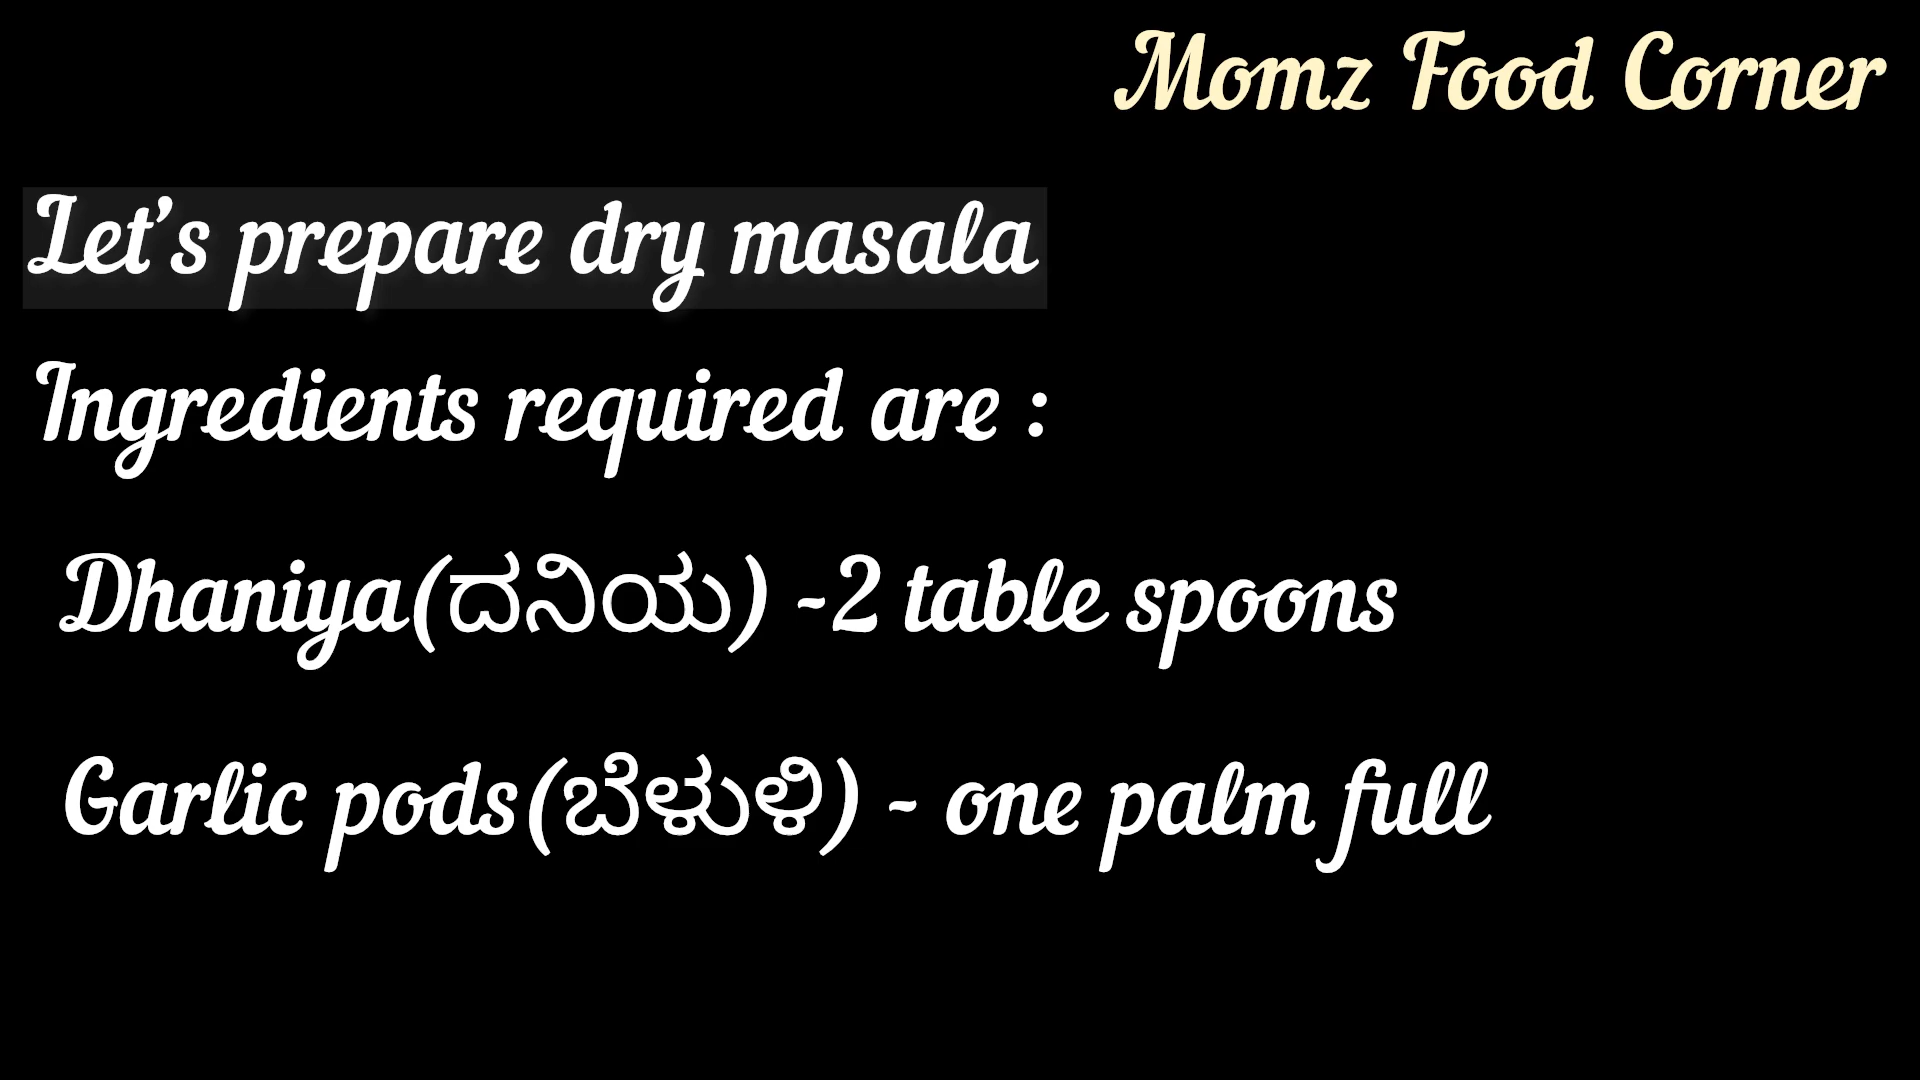 Momz Food Corner
Let's prepare dry masala
Ingredients required are :
Dhaniya(ದನಿಯ) -2 table spoons
Garlic pods(ಬೆಳುಳಿ) - one palm full